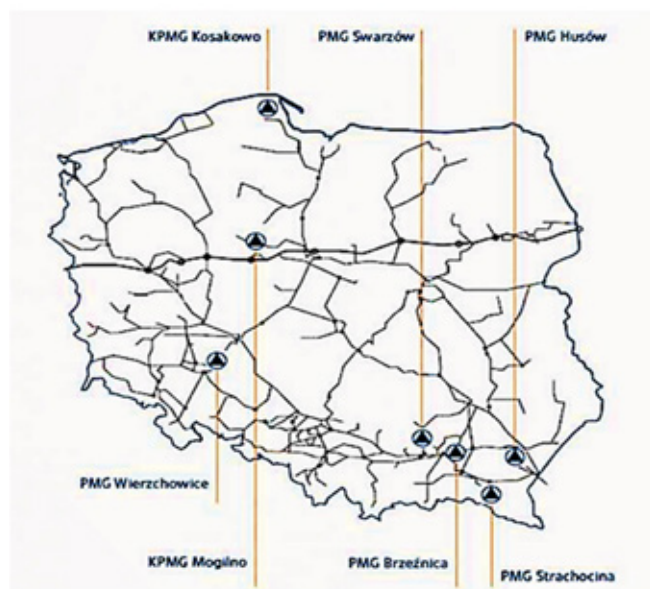 KPMG Kosakowo
PMG Swarzów
PMG Husów
PMG Wierzchowice
KPMG Mogilno
PMG Brzeźnica
PMG Strachocina